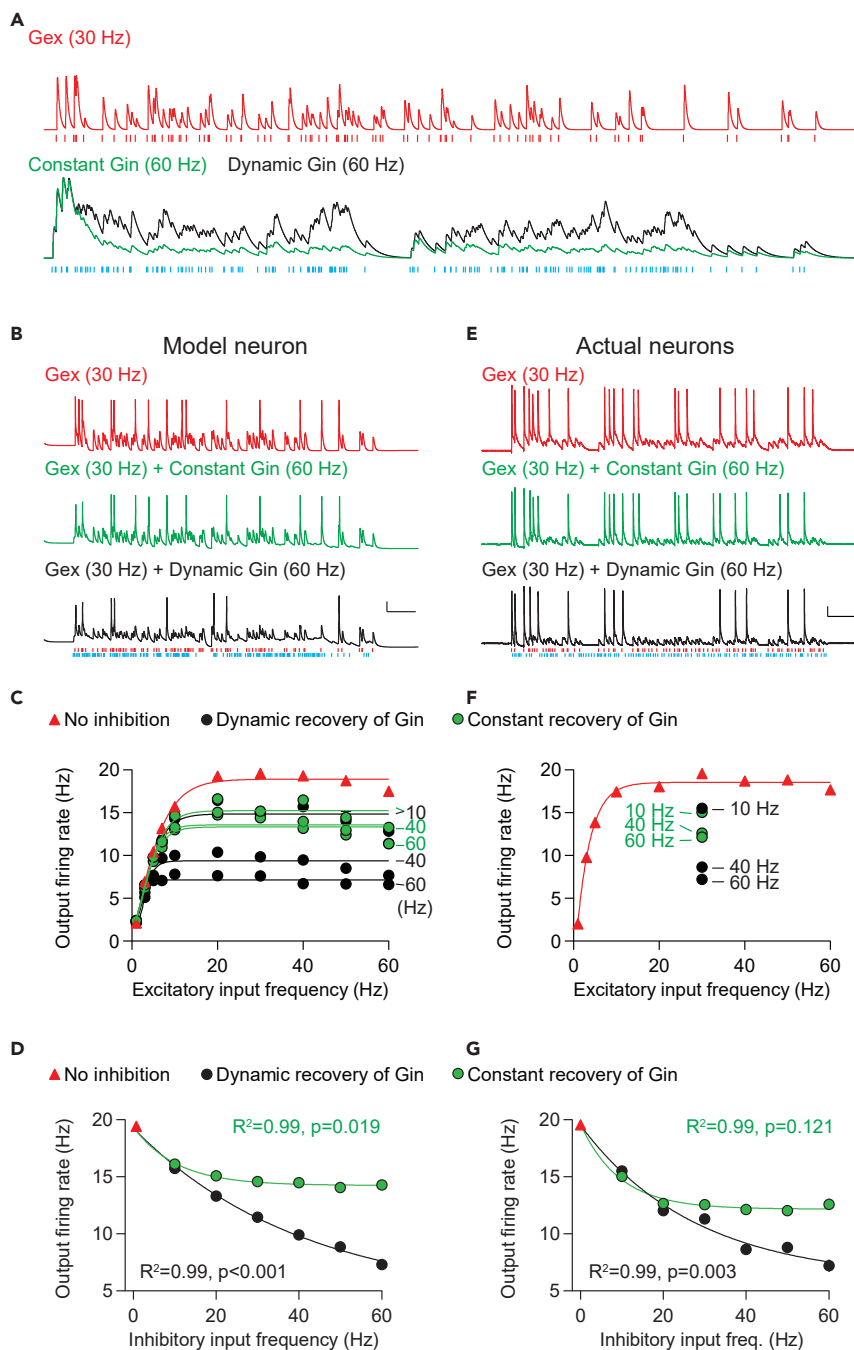 A
Gex (30 Hz)
Constant Gin (60 Hz) Dynamic Gin (60 Hz)
B
Model neuron
Gex (30 Hz)
Gex (30 Hz) + Constant Gin (60 Hz)
Gex (30 Hz) + Dynamic Gin (60 Hz)
E
Actual neurons
Gex (30 Hz)
Gex (30 Hz) + Constant Gin (60 Hz)
Gex (30 Hz) + Dynamic Gin (60 Hz)
C
No inhibition Dynamic recovery of Gin Constant recovery of Gin
Output firing rate (Hz)
20
15
10
5
0
>10
40
60
40
60
(Hz)
0 20 40 60
Excitatory input frequency (Hz)
F
Output firing rate (Hz)
20
15
10
5
0
10 Hz
40 Hz
60 Hz
10 Hz
40 Hz
60 Hz
0 20 40 60
Excitatory input frequency (Hz)
D
No inhibition Dynamic recovery of Gin Constant recovery of Gin
Output firing rate (Hz)
20
15
10
5
R²=0.99, p=0.019
R²=0.99, p<0.001
0 20 40 60
Inhibitory input frequency (Hz)
G
Output firing rate (Hz)
20
15
10
5
R²=0.99, p=0.121
R²=0.99, p=0.003
0 20 40 60
Inhibitory input freq. (Hz)